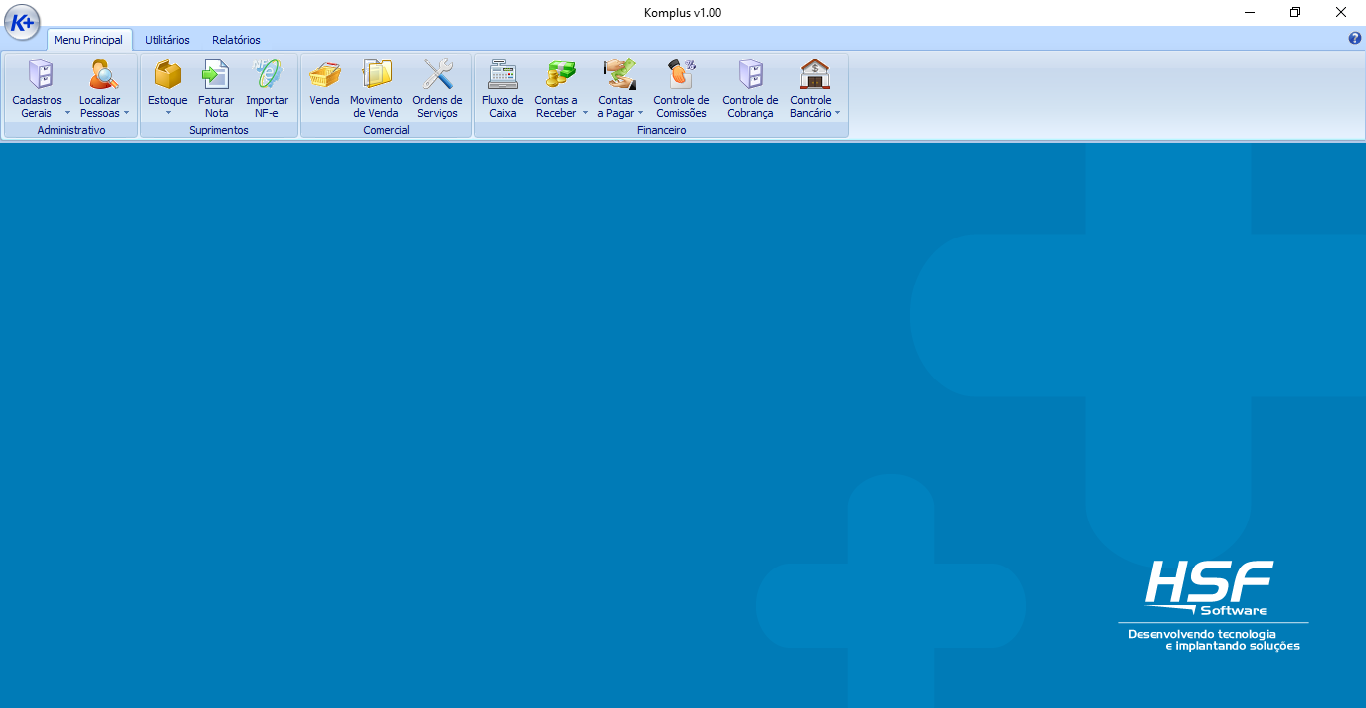 Komplus v1.00
K+
Menu Principal Utilitários Relatórios
Cadastros Gerais
Localizar Pessoas
Administrativo
Estoque
Faturar Nota
NF-e
Importar NF-e
Suprimentos
Venda
Movimento de Venda
Ordens de Serviços
Comercial
Fluxo de Caixa
Contas a Receber
Contas a Pagar
Controle de Comissões
Controle de Cobrança
Controle Bancário
Financeiro
HSF
Software
Desenvolvendo tecnologia
e implantando soluções